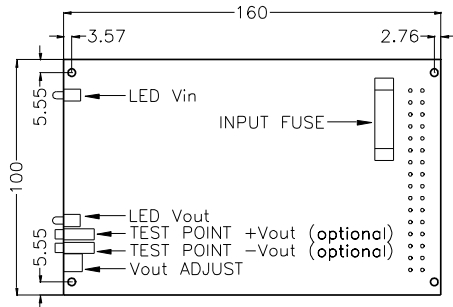 160
3.57
2.76
5.55
LED Vin
INPUT FUSE
100
LED Vout
TEST POINT +Vout (optional)
5.55
TEST POINT -Vout (optional)
Vout ADJUST